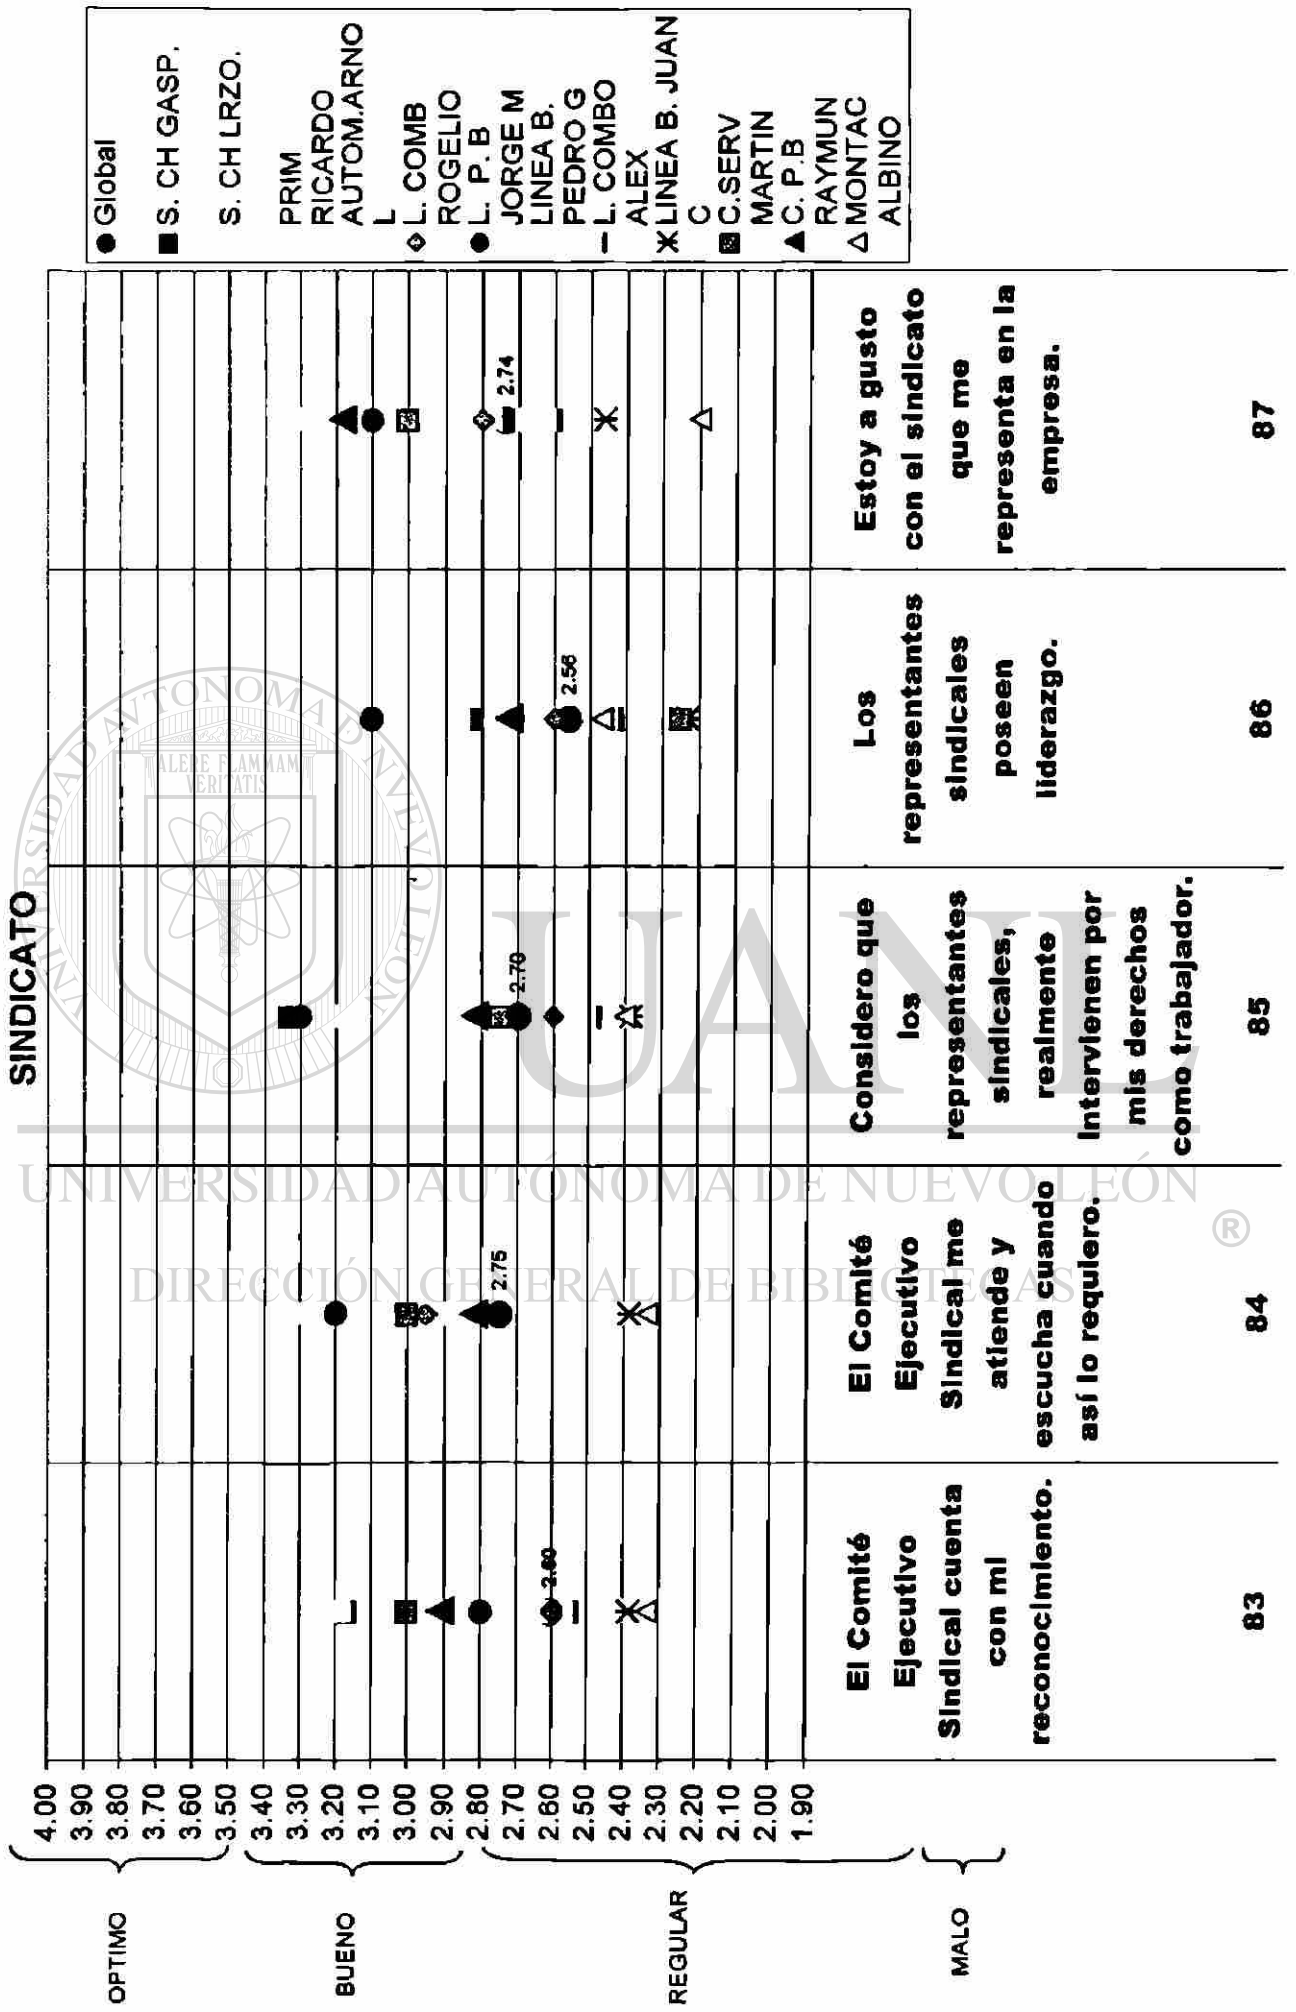 SINDICATO
OPTIMO
BUENO
REGULAR
MALO
4.00
3.90
3.80
3.70
3.60
3.50
3.40
3.30
3.20
3.10
3.00
2.90
2.80
2.70
2.60
2.50
2.40
2.30
2.20
2.10
2.00
1.90
2.60
2.75
2.70
2.56
2.74
El Comité
Ejecutivo
Sindical cuenta
con mi
reconocimiento.
83
El Comité
Ejecutivo
Sindical me
atiende y
escucha cuando
así lo requiero.
84
Considero que
los
representantes
sindicales,
realmente
intervienen por
mis derechos
como trabajador.
85
Los
representantes
sindicales
poseen
liderazgo.
86
Estoy a gusto
con el sindicato
que me
representa en la
empresa.
87
Global
S. CH GASP.
S. CH LRZO.
PRIM
RICARDO
AUTOM.ARNO
L
L. COMB
ROGELIO
L. P. B
JORGE M
LINEA B.
PEDRO G
L. COMBO
ALEX
LINEA B. JUAN
C
C.SERV
MARTIN
C. P.B
RAYMUN
MONTAC
ALBINO
UNIVERSIDAD AUTONOMA DE NUEVO LEON
ALERE FLAMMAM
VERITATIS
UANL
UNIVERSIDAD AUTÓNOMA DE NUEVO LEÓN
®
DIRECCIÓN GENERAL DE BIBLIOTECAS